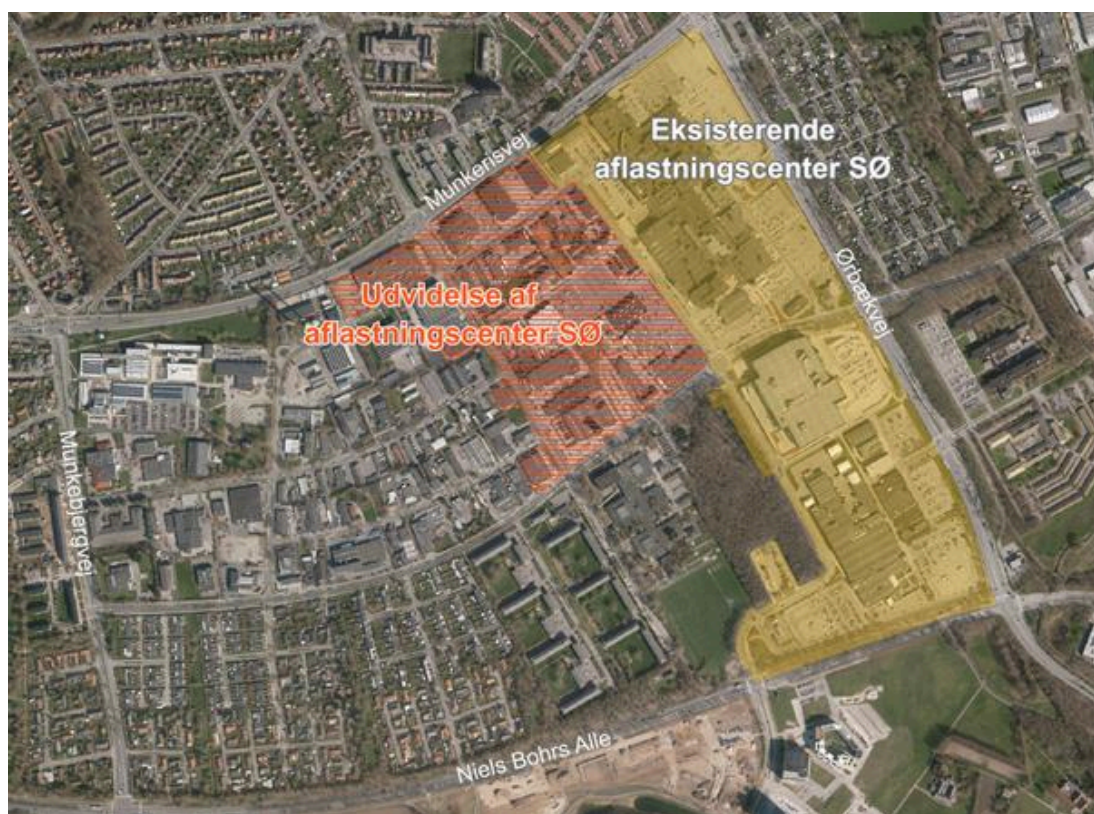 Eksisterende
aflastningscenter SØ
Munkerisvej
Ørbækvej
Udvidelse af
aflastningscenter SØ
Munkebjergvej
Niels Bohrs Alle